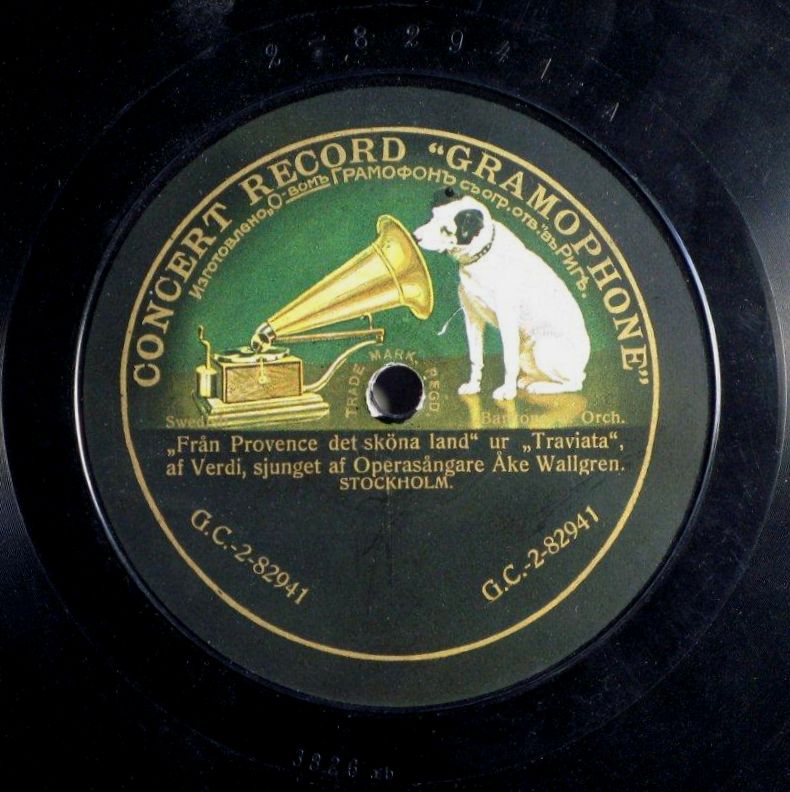 2-82941
CONCERT RECORD “GRAMOPHONE”
Изготовлено „О-вомъ ГРАМОФОНЪ съ огр. отв.“ въ Ригѣ.
TRADE MARK. REGD.
Swedish Baritone Orch.
„Från Provence det sköna land“ ur „Traviata“,
af Verdi, sjunget af Operasångare Åke Wallgren.
STOCKHOLM.
G.C.-2-82941
G.C.-2-82941
3826 æb